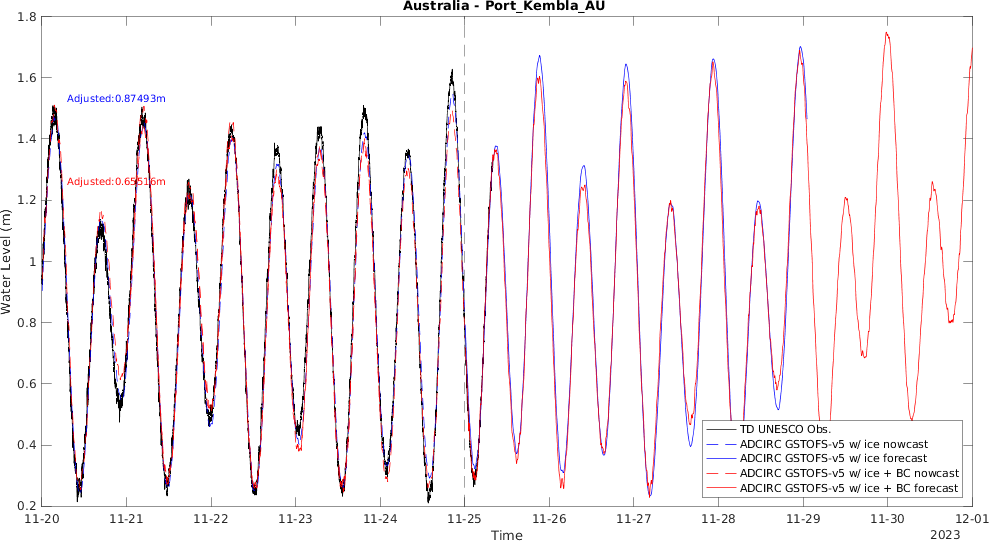 Australia - Port_Kembla_AU
1.8
1.6
1.4
1.2
1
0.8
0.6
0.4
0.2
Water Level (m)
Adjusted:0.87493m
Adjusted:0.65516m
TD UNESCO Obs.
ADCIRC GSTOFS-v5 w/ ice nowcast
ADCIRC GSTOFS-v5 w/ ice forecast
ADCIRC GSTOFS-v5 w/ ice + BC nowcast
ADCIRC GSTOFS-v5 w/ ice + BC forecast
11-20 11-21 11-22 11-23 11-24 11-25 11-26 11-27 11-28 11-29 11-30 12-01
Time
2023